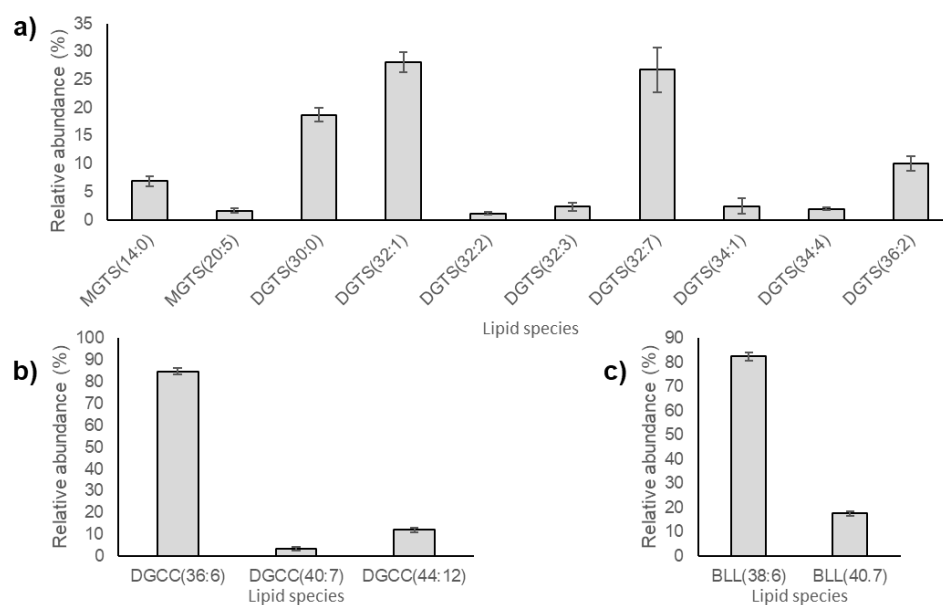 a)
Relative abundance (%)
35
30
25
20
15
10
5
0
MGTS(14:0)
MGTS(20:5)
DGTS(30:0)
DGTS(32:1)
DGTS(32:2)
DGTS(32:3)
DGTS(32:7)
DGTS(34:1)
DGTS(34:4)
DGTS(36:2)
Lipid species
b)
Relative abundance (%)
100
90
80
70
60
50
40
30
20
10
0
DGCC(36:6) DGCC(40:7) DGCC(44:12)
Lipid species
c)
Relative abundance (%)
90
80
70
60
50
40
30
20
10
0
BLL(38:6) BLL(40.7)
Lipid species